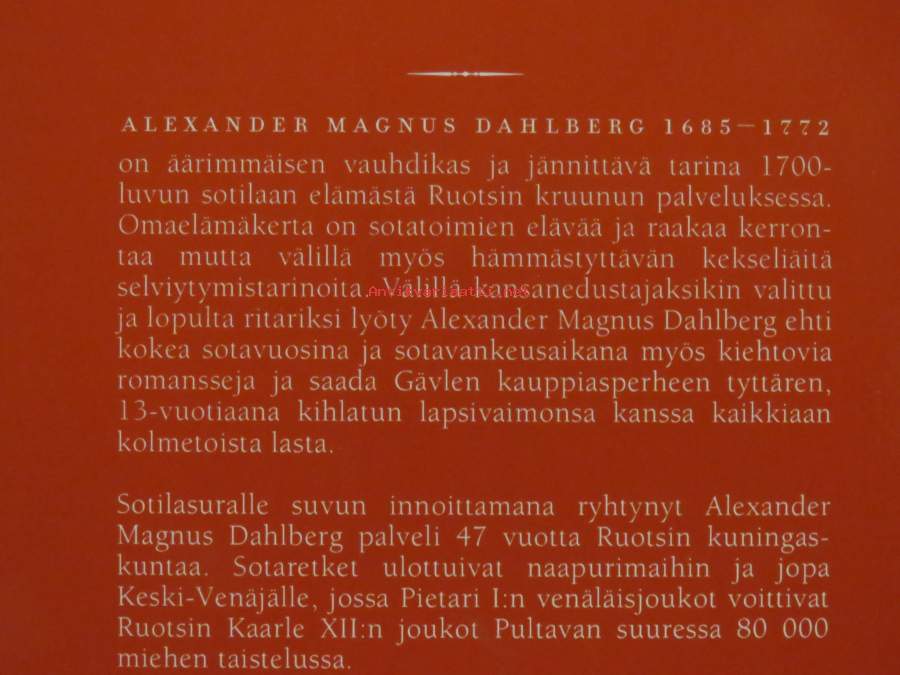 ALEXANDER MAGNUS DAHLBERG 1685–1772
on äärimmäisen vauhdikas ja jännittävä tarina 1700-
luvun sotilaan elämästä Ruotsin kruunun palveluksessa.
Omaelämäkerta on sotatoimien elävää ja raakaa kerron-
taa mutta välillä myös hämmästyttävän kekseliäitä
selviytymistarinoita. Välillä kansanedustajaksikin valittu
Antikvariaatti.net
ja lopulta ritariksi lyöty Alexander Magnus Dahlberg ehti
kokea sotavuosina ja sotavankeusaikana myös kiehtovia
romansseja ja saada Gävlen kauppiasperheen tyttären,
13-vuotiaana kihlatun lapsivaimonsa kanssa kaikkiaan
kolmetoista lasta.
Sotilasuralle suvun innoittamana ryhtynyt Alexander
Magnus Dahlberg palveli 47 vuotta Ruotsin kuningas-
kuntaa. Sotaretket ulottuivat naapurimaihin ja jopa
Keski-Venäjälle, jossa Pietari I:n venäläisjoukot voittivat
Ruotsin Kaarle XII:n joukot Pultavan suuressa 80 000
miehen taistelussa.